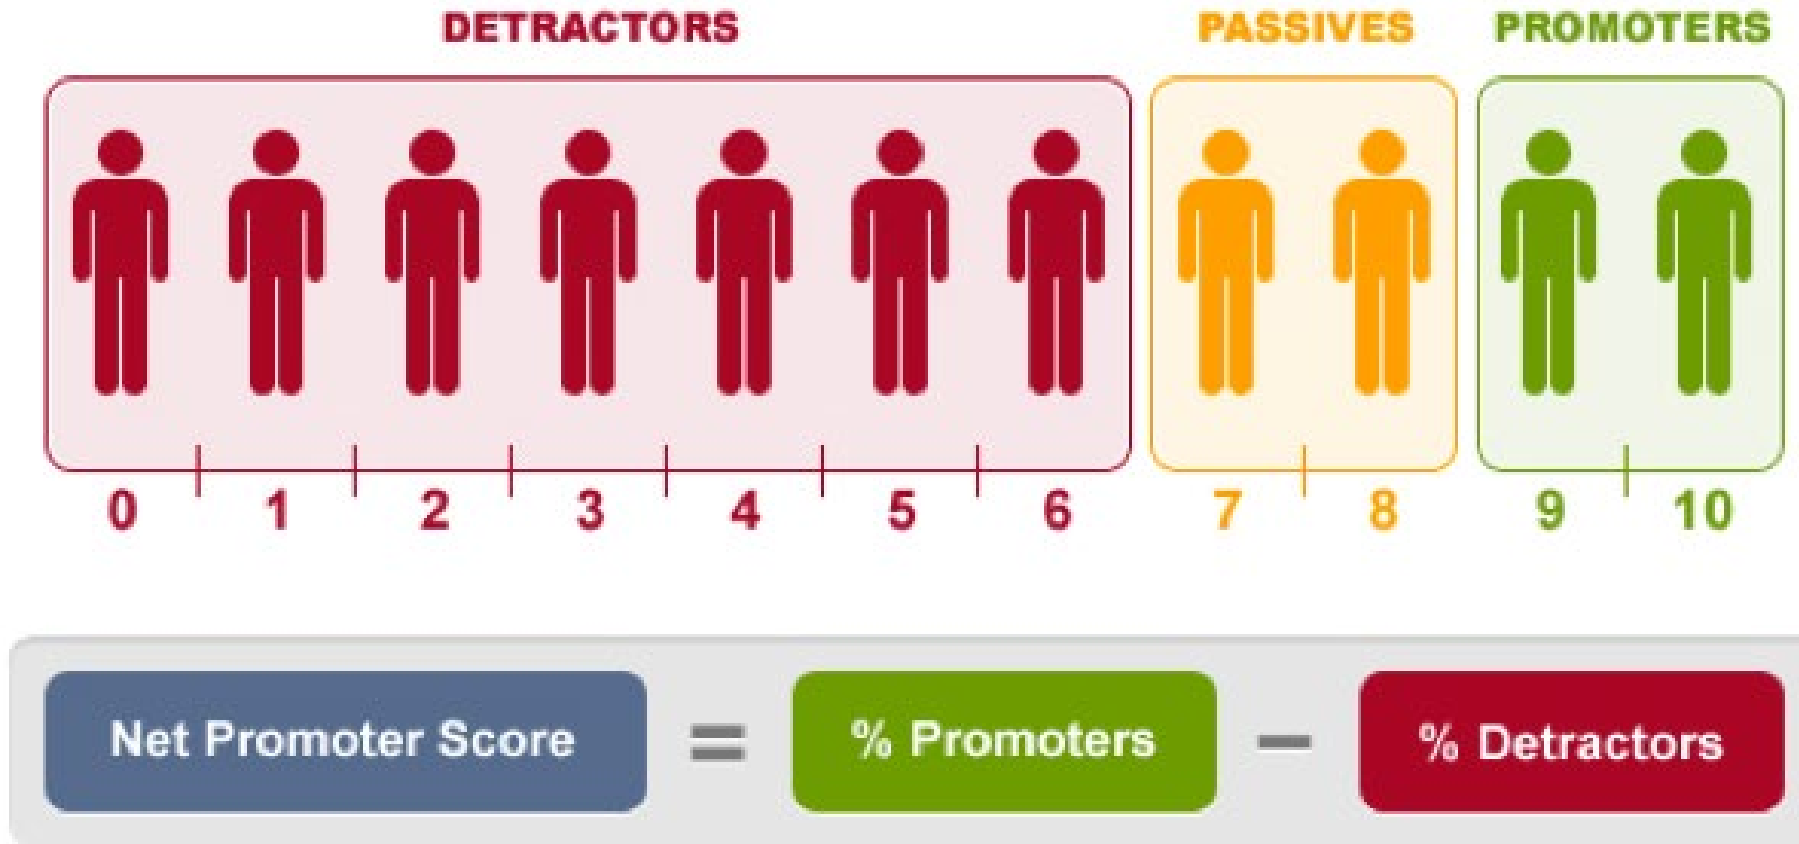 DETRACTORS PASSIVES PROMOTERS
0 1 2 3 4 5 6 7 8 9 10
Net Promoter Score = % Promoters − % Detractors